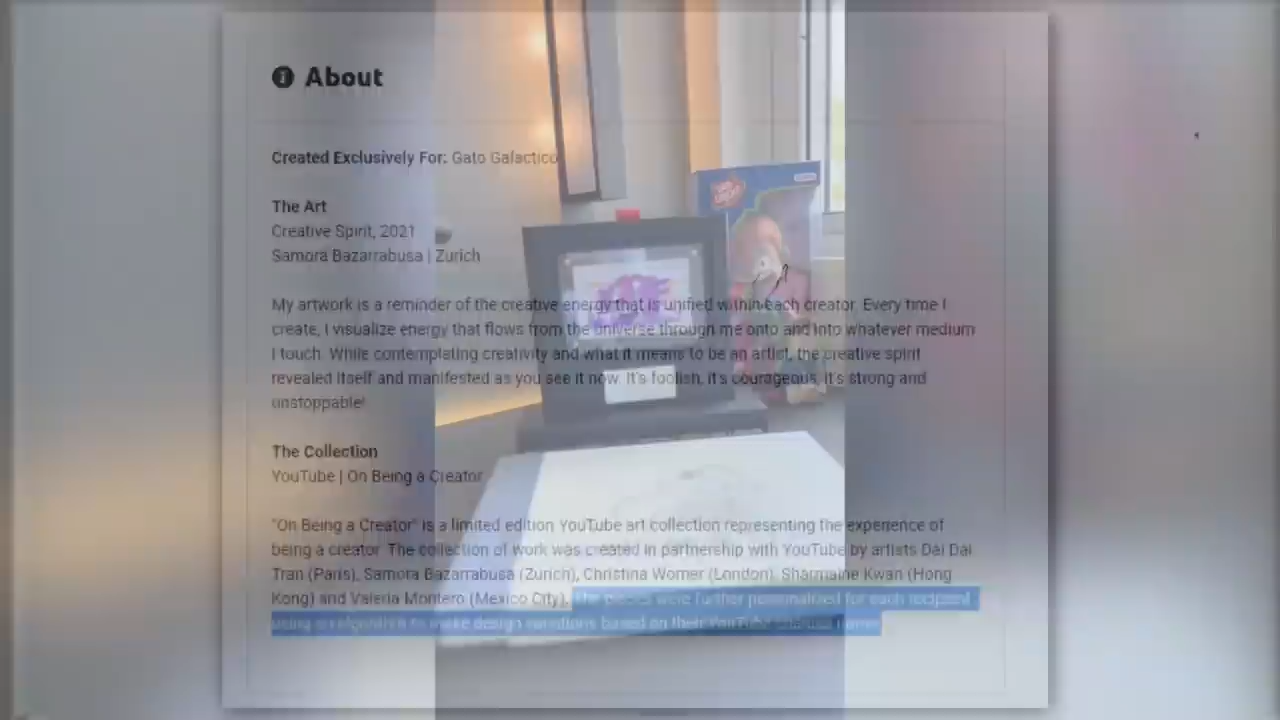 About
Created Exclusively For: Gato Galactico
The Art
Creative Spirit, 2021
Samora Bazarrabusa | Zurich
My artwork is a reminder of the creative energy that is unified within each creator. Every time I
create, I visualize energy that flows from the universe through me onto and into whatever medium
I touch. While contemplating creativity and what it means to be an artist, the creative spirit
revealed itself and manifested as you see it now. It's foolish, it's courageous, it's strong and
unstoppable!
The Collection
YouTube | On Being a Creator
"On Being a Creator" is a limited edition YouTube art collection representing the experience of
being a creator. The collection of work was created in partnership with YouTube by artists Dai Dai
Tran (Paris), Samora Bazarrabusa (Zurich), Christina Worner (London), Sharmaine Kwan (Hong
Kong) and Valeria Montero (Mexico City), the pieces were further personalized for each recipient
using to make design variations based on their YouTube channel name